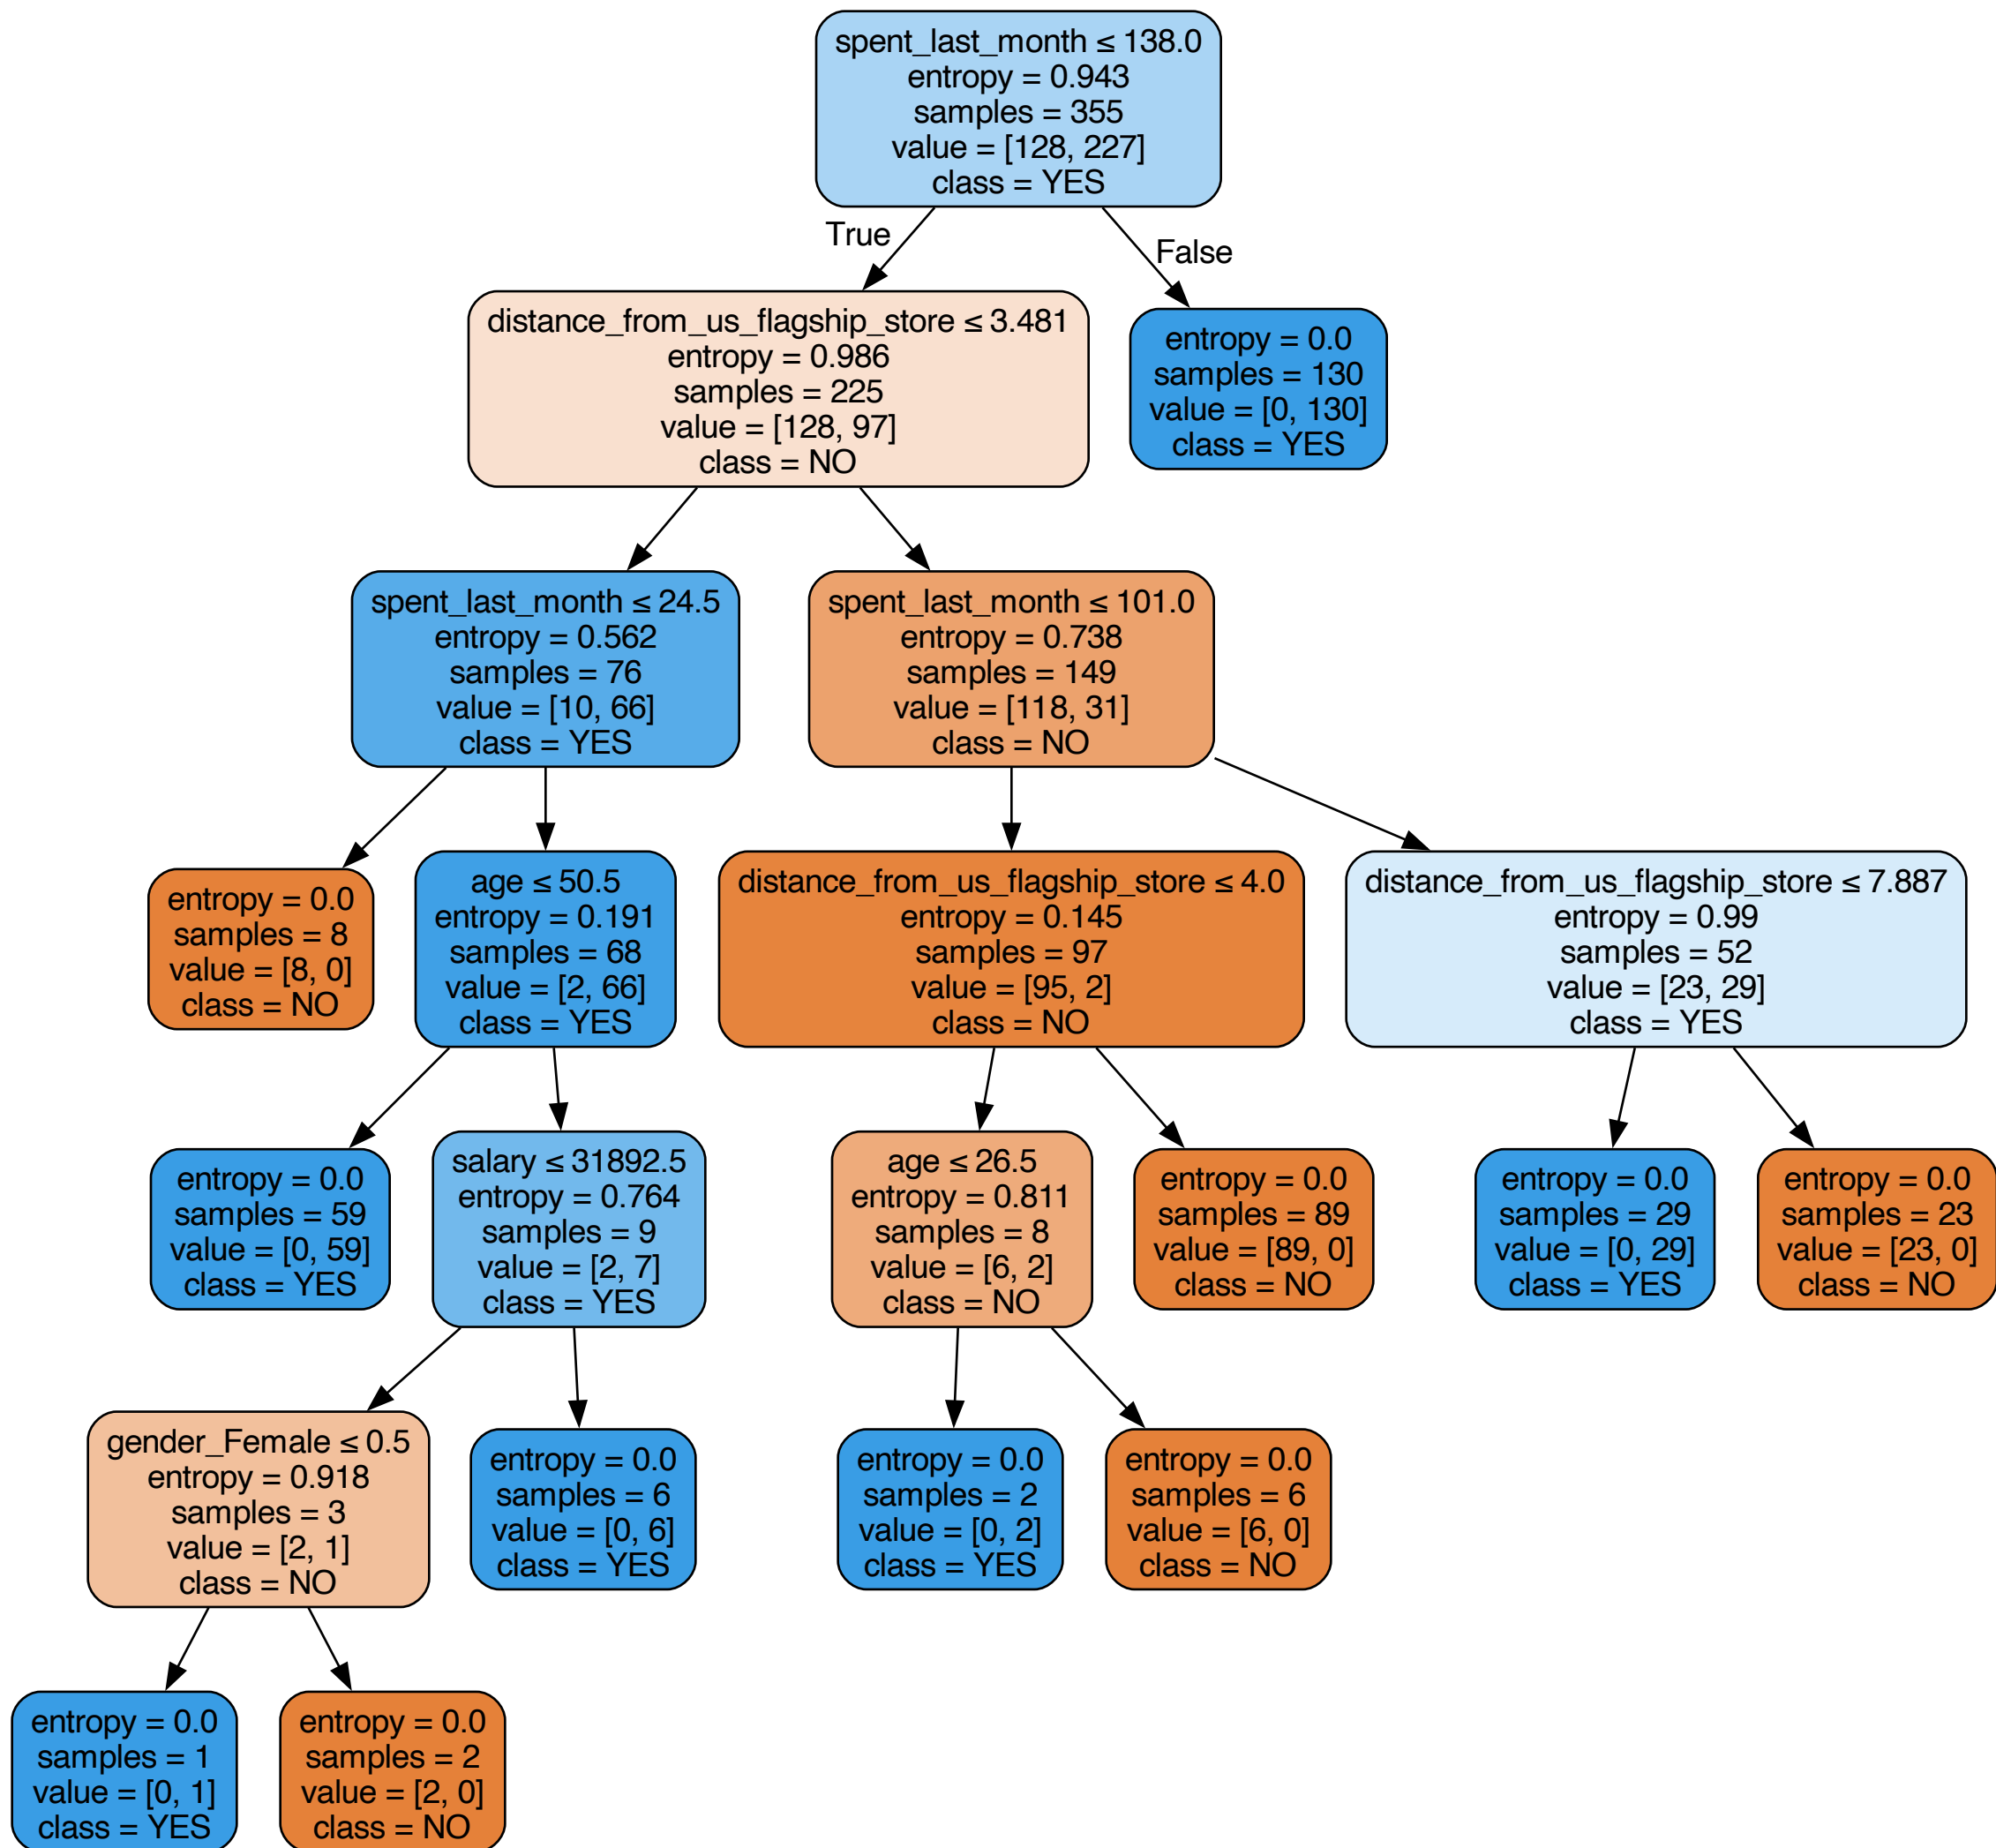 spent_last_month ≤ 138.0
entropy = 0.943
samples = 355
value = [128, 227]
class = YES
True
False
distance_from_us_flagship_store ≤ 3.481
entropy = 0.986
samples = 225
value = [128, 97]
class = NO
entropy = 0.0
samples = 130
value = [0, 130]
class = YES
spent_last_month ≤ 24.5
entropy = 0.562
samples = 76
value = [10, 66]
class = YES
spent_last_month ≤ 101.0
entropy = 0.738
samples = 149
value = [118, 31]
class = NO
entropy = 0.0
samples = 8
value = [8, 0]
class = NO
age ≤ 50.5
entropy = 0.191
samples = 68
value = [2, 66]
class = YES
distance_from_us_flagship_store ≤ 4.0
entropy = 0.145
samples = 97
value = [95, 2]
class = NO
distance_from_us_flagship_store ≤ 7.887
entropy = 0.99
samples = 52
value = [23, 29]
class = YES
entropy = 0.0
samples = 59
value = [0, 59]
class = YES
salary ≤ 31892.5
entropy = 0.764
samples = 9
value = [2, 7]
class = YES
age ≤ 26.5
entropy = 0.811
samples = 8
value = [6, 2]
class = NO
entropy = 0.0
samples = 89
value = [89, 0]
class = NO
entropy = 0.0
samples = 29
value = [0, 29]
class = YES
entropy = 0.0
samples = 23
value = [23, 0]
class = NO
gender_Female ≤ 0.5
entropy = 0.918
samples = 3
value = [2, 1]
class = NO
entropy = 0.0
samples = 6
value = [0, 6]
class = YES
entropy = 0.0
samples = 2
value = [0, 2]
class = YES
entropy = 0.0
samples = 6
value = [6, 0]
class = NO
entropy = 0.0
samples = 1
value = [0, 1]
class = YES
entropy = 0.0
samples = 2
value = [2, 0]
class = NO